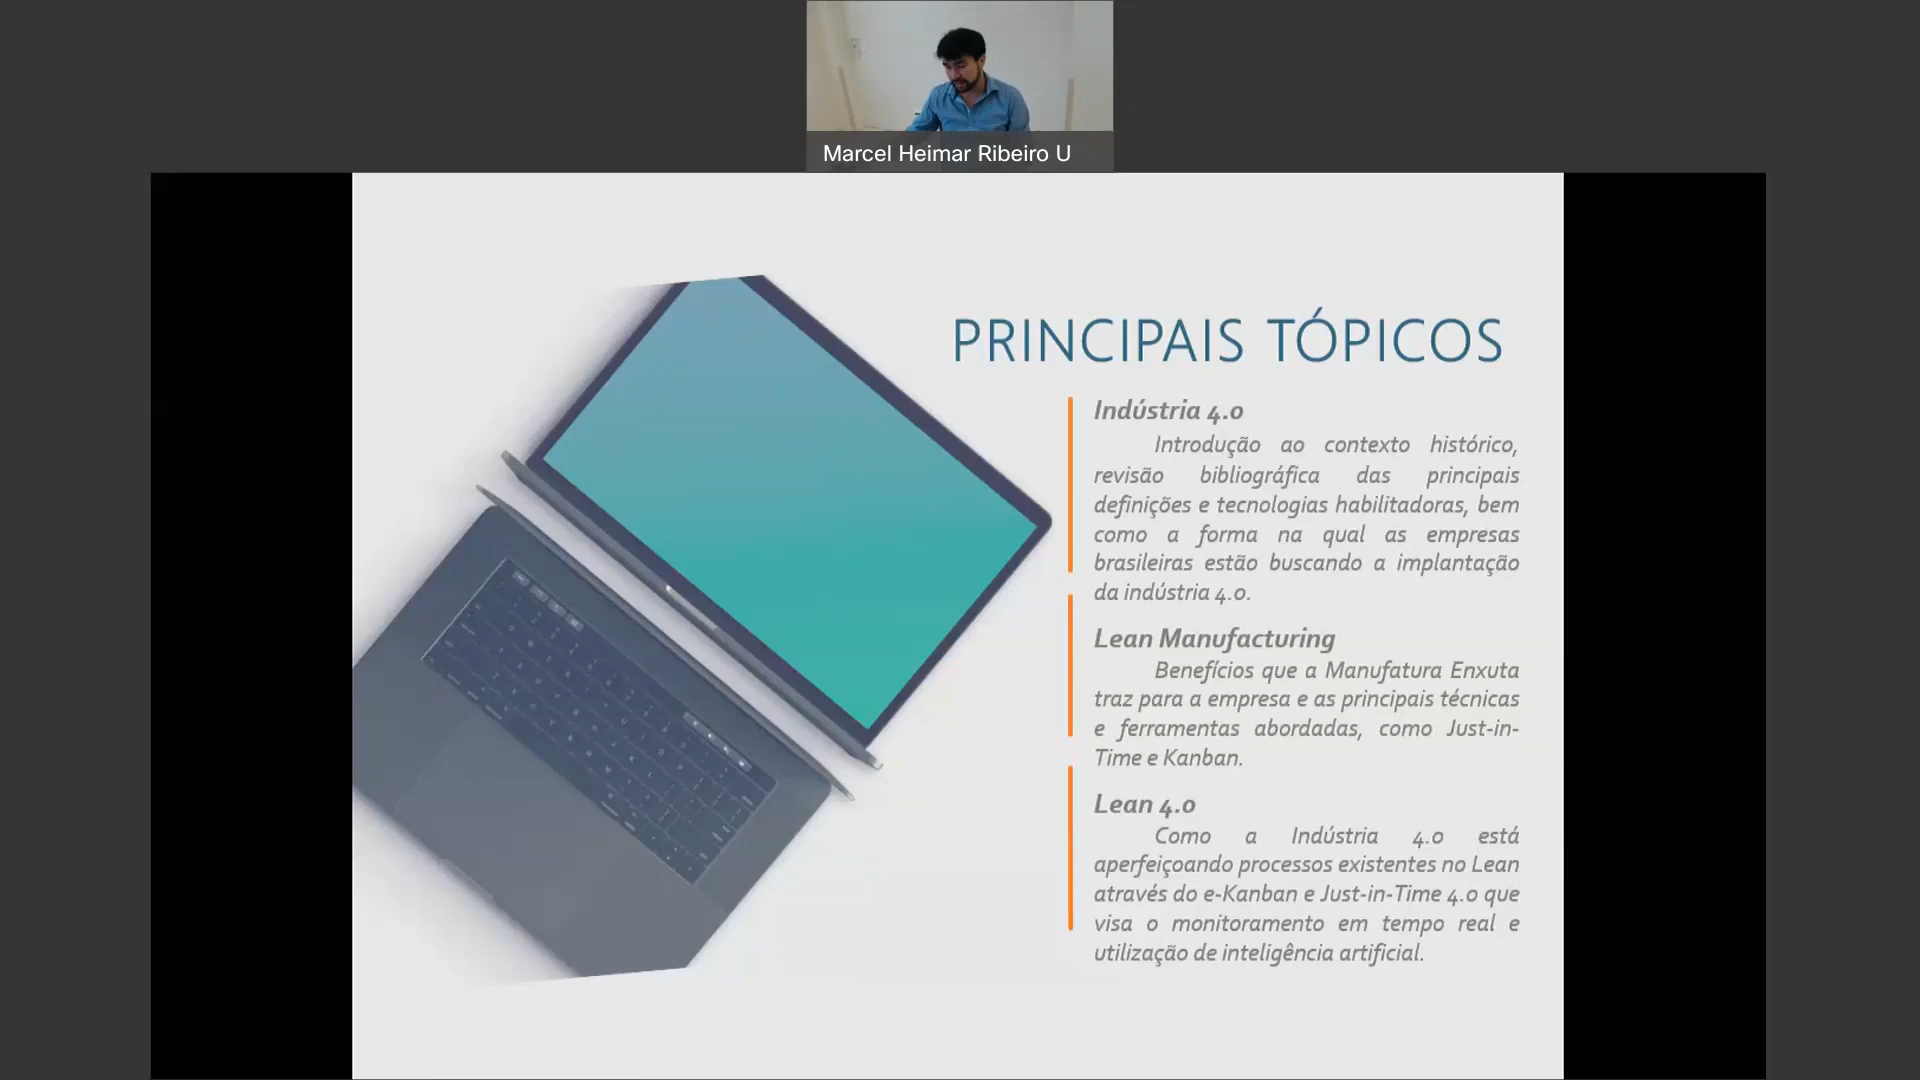 Marcel Heimar Ribeiro U
PRINCIPAIS TÓPICOS
Indústria 4.0
Introdução ao contexto histórico,
revisão bibliográfica das principais
definições e tecnologias habilitadoras, bem
como a forma na qual as empresas
brasileiras estão buscando a implantação
da indústria 4.0.
Lean Manufacturing
Benefícios que a Manufatura Enxuta
traz para a empresa e as principais técnicas
e ferramentas abordadas, como Just-in-
Time e Kanban.
Lean 4.0
Como a Indústria 4.0 está
aperfeiçoando processos existentes no Lean
através do e-Kanban e Just-in-Time 4.0 que
visa o monitoramento em tempo real e
utilização de inteligência artificial.